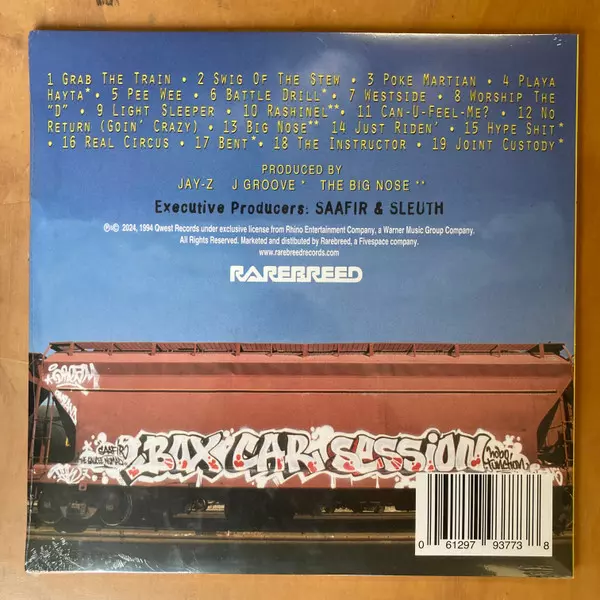 1 Grab The Train • 2 Swig Of The Stew • 3 Poke Martian • 4 Playa
Hayta* • 5 Pee Wee • 6 Battle Drill* • 7 Westside • 8 Worship The
"D" • 9 Light Sleeper • 10 Rashinel** • 11 Can-U-Feel-Me? • 12 No
Return (Goin' Crazy) • 13 Big Nose** 14 Just Riden' • 15 Hype Shit*
• 16 Real Circus • 17 Bent* • 18 The Instructor • 19 Joint Custody*
PRODUCED BY
JAY-Z J GROOVE * THE BIG NOSE **
Executive Producers: SAAFIR & SLEUTH
℗© 2024, 1994 Qwest Records under exclusive license from Rhino Entertainment Company, a Warner Music Group Company.
All Rights Reserved. Marketed and distibuted by Rarebreed, a Fivespace company.
www.rarebreedrecords.com
RAREBREED
SAAFIR
BOX CAR SESSION
Hobo
Function
0 61297 93773 8